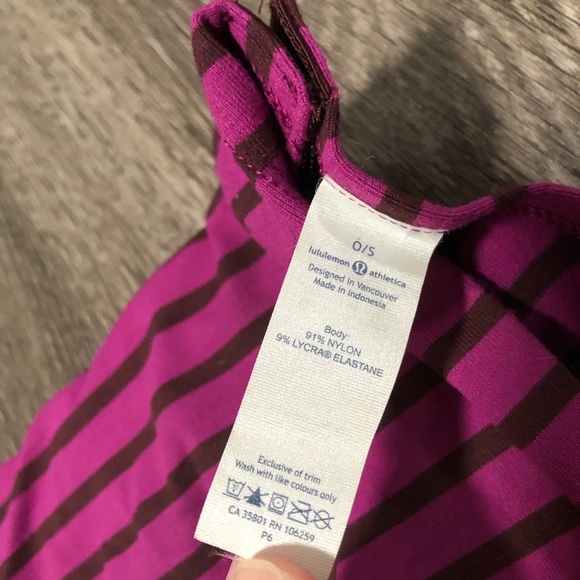 O/S
lululemon athletica
Designed in Vancouver
Made in Indonesia
Body:
91% NYLON
9% LYCRA® ELASTANE
Exclusive of trim
Wash with like colours only
CA 35801 RN 106259
P6